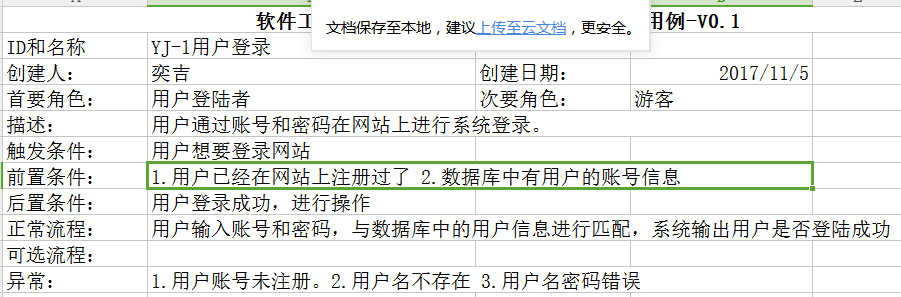 软件工
用例-V0.1
文档保存至本地，建议上传至云文档，更安全。
ID和名称 YJ-1用户登录
创建人： 奕吉 创建日期： 2017/11/5
首要角色： 用户登陆者 次要角色： 游客
描述： 用户通过账号和密码在网站上进行系统登录。
触发条件： 用户想要登录网站
前置条件： 1.用户已经在网站上注册过了 2.数据库中有用户的账号信息
后置条件： 用户登录成功，进行操作
正常流程： 用户输入账号和密码，与数据库中的用户信息进行匹配，系统输出用户是否登陆成功
可选流程：
异常： 1.用户账号未注册。2.用户名不存在 3.用户名密码错误